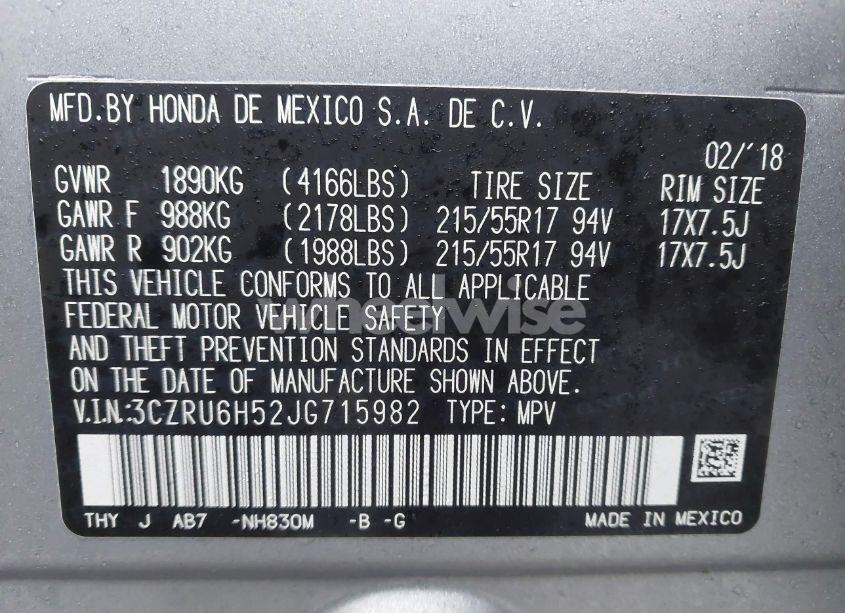 MFD.BY HONDA DE MEXICO S.A. DE C.V.
02/'18
GVWR 1890KG (4166LBS) TIRE SIZE RIM SIZE
GAWR F 988KG (2178LBS) 215/55R17 94V 17X7.5J
GAWR R 902KG (1988LBS) 215/55R17 94V 17X7.5J
THIS VEHICLE CONFORMS TO ALL APPLICABLE
FEDERAL MOTOR VEHICLE SAFETY
AND THEFT PREVENTION STANDARDS IN EFFECT
ON THE DATE OF MANUFACTURE SHOWN ABOVE.
V.I.N:3CZRU6H52JG715982 TYPE: MPV
THY J AB7 -NH830M -B -G MADE IN MEXICO
wheelwise